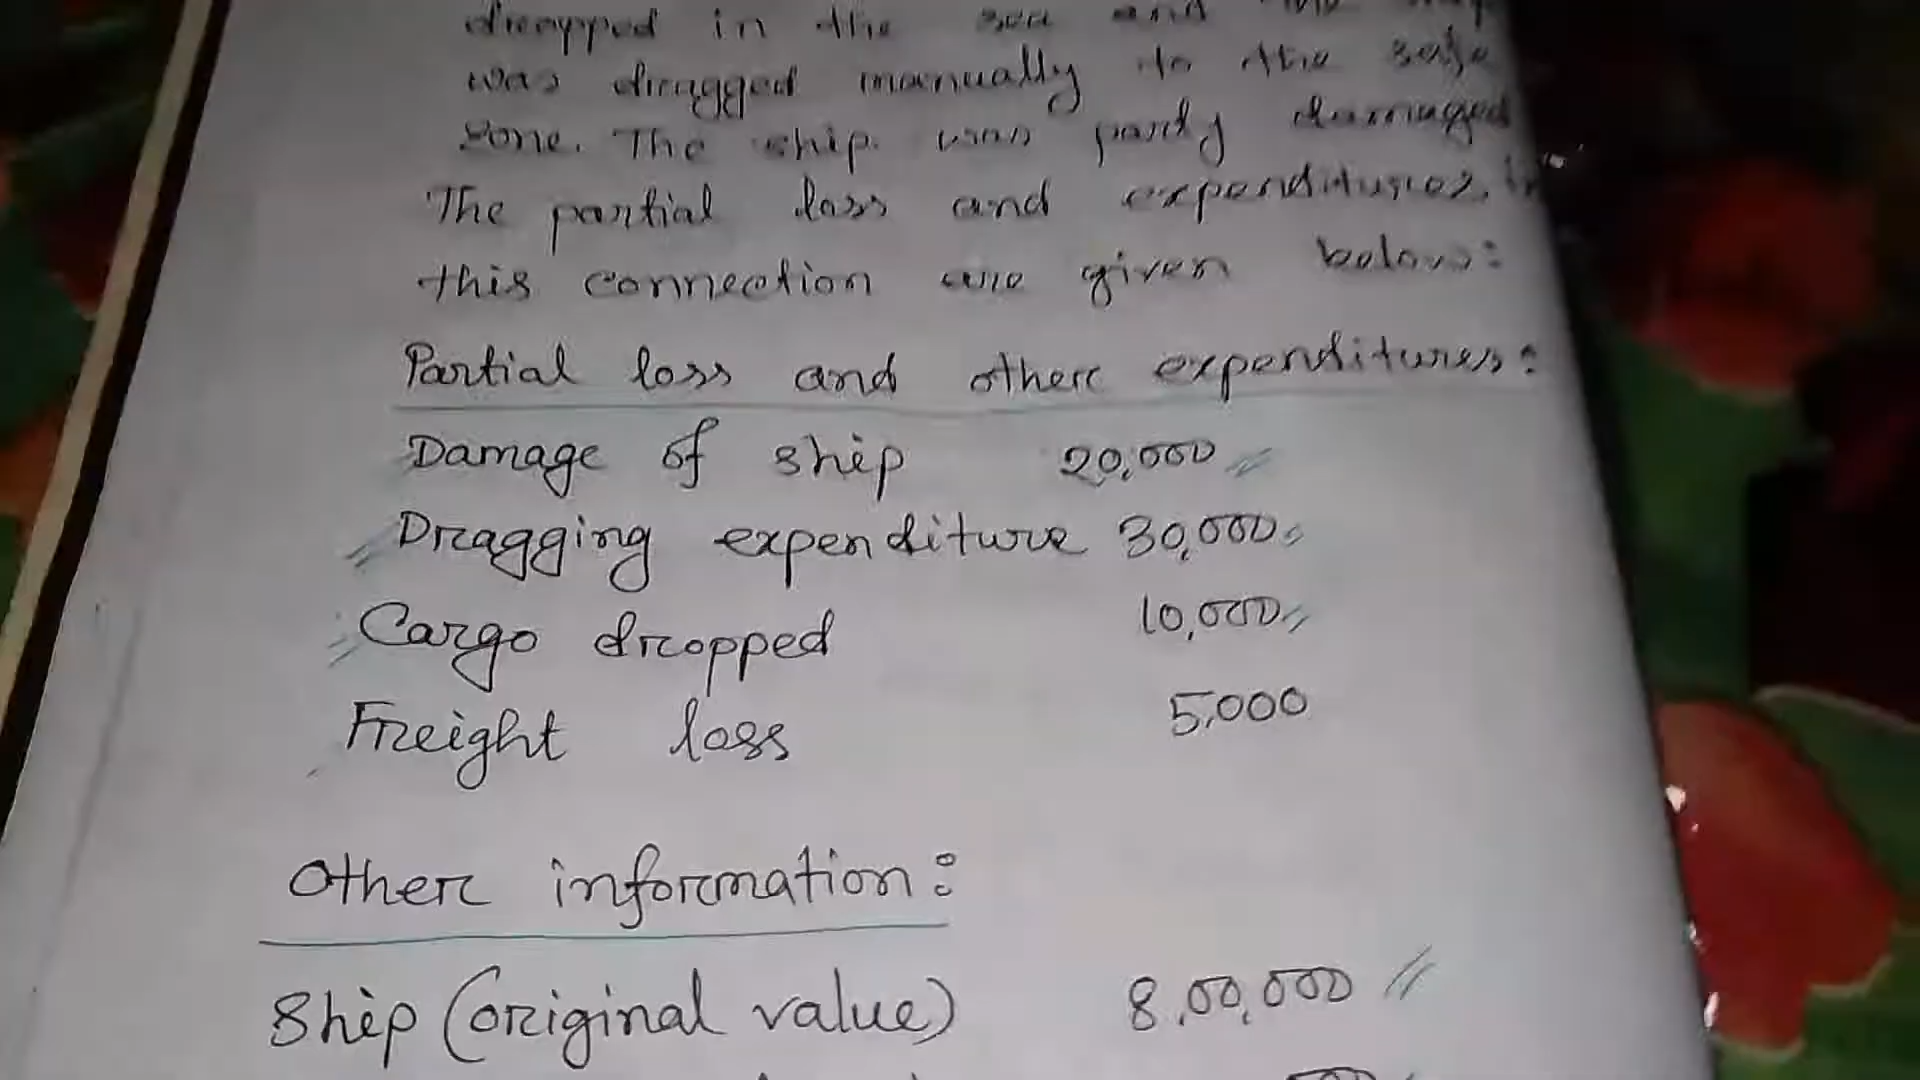 dropped in the sea and the
was dragged manually to the safe
zone. The ship was partly damaged
The partial loss and expenditures, in
this connection are given below:
Partial loss and other expenditures:
Damage of ship 20,000
Dragging expenditure 30,000
Cargo dropped 10,000
Freight loss 5,000
Other information:
Ship (original value) 8,00,000